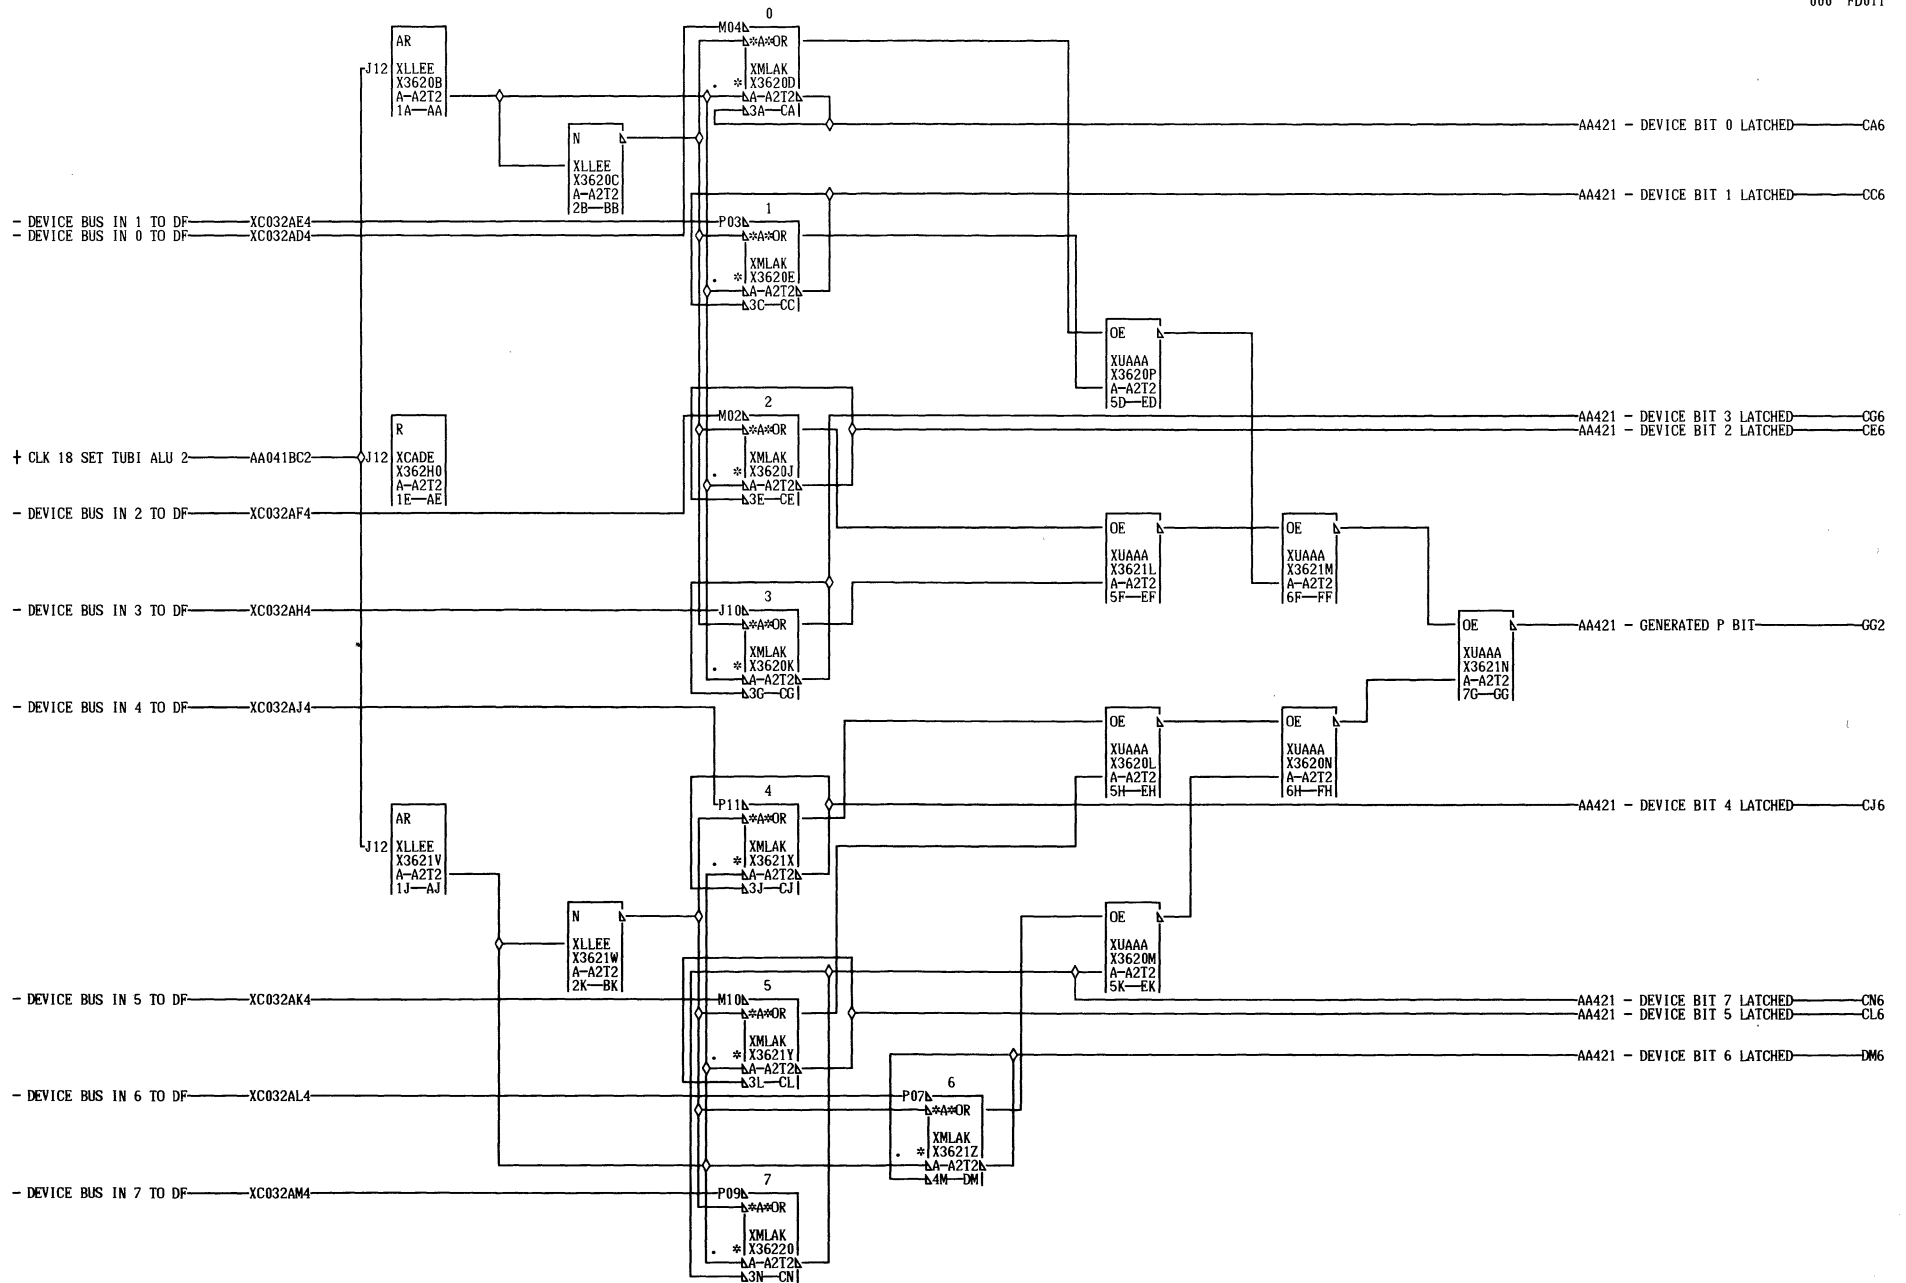 0
M04
AR *A*OR
J12 XLLEE XMLAK
X3620B . * X3620D
A-A2T2 A-A2T2
1A—AA 3A—CA
N AA421 - DEVICE BIT 0 LATCHED CA6
XLLEE
X3620C
A-A2T2 AA421 - DEVICE BIT 1 LATCHED CC6
2B—BB 1
- DEVICE BUS IN 1 TO DF XC032AE4 P03
- DEVICE BUS IN 0 TO DF XC032AD4 *A*OR
XMLAK
. * X3620E
A-A2T2
3C—CC
OE
XUAAA
X3620P
A-A2T2
2 5D—ED
M02 AA421 - DEVICE BIT 3 LATCHED CG6
R *A*OR AA421 - DEVICE BIT 2 LATCHED CE6
+ CLK 18 SET TUBI ALU 2 AA041BC2 J12 XCADE XMLAK
X362H0 . * X3620J
A-A2T2 A-A2T2
1E—AE 3E—CE
- DEVICE BUS IN 2 TO DF XC032AF4
OE OE
XUAAA XUAAA
X3621L X3621M
A-A2T2 A-A2T2
3 5F—EF 6F—FF
- DEVICE BUS IN 3 TO DF XC032AH4 J10
*A*OR OE AA421 - GENERATED P BIT GG2
XMLAK XUAAA
. * X3620K X3621N
A-A2T2 A-A2T2
3G—CG 7G—GG
- DEVICE BUS IN 4 TO DF XC032AJ4
OE OE
XUAAA XUAAA
X3620L X3620N
A-A2T2 A-A2T2
4 5H—EH 6H—FH
P11 AA421 - DEVICE BIT 4 LATCHED CJ6
AR *A*OR
J12 XLLEE XMLAK
X3621V . * X3621X
A-A2T2 A-A2T2
1J—AJ 3J—CJ
N OE
XLLEE XUAAA
X3621W X3620M
A-A2T2 A-A2T2
2K—BK 5 5K—EK
- DEVICE BUS IN 5 TO DF XC032AK4 M10 AA421 - DEVICE BIT 7 LATCHED CN6
*A*OR AA421 - DEVICE BIT 5 LATCHED CL6
XMLAK
. * X3621Y AA421 - DEVICE BIT 6 LATCHED DM6
A-A2T2
3L—CL 6
- DEVICE BUS IN 6 TO DF XC032AL4 P07
*A*OR
XMLAK
. * X3621Z
A-A2T2
7 4M—DM
- DEVICE BUS IN 7 TO DF XC032AM4 P09
*A*OR
XMLAK
. * X36220
A-A2T2
3N—CN